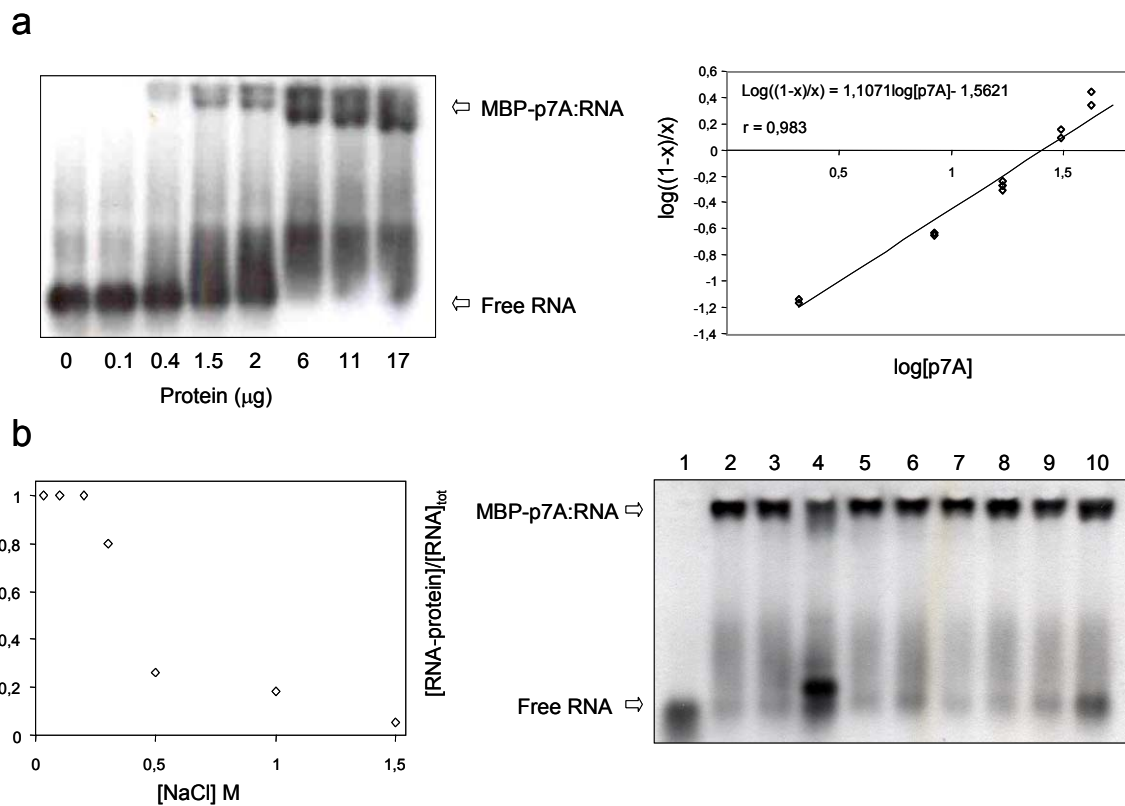 a
MBP-p7A:RNA
Free RNA
0 0.1 0.4 1.5 2 6 11 17
Protein (μg)
0,6
0,4
0,2
0
-0,2
-0,4
-0,6
-0,8
-1
-1,2
-1,4
log((1-x)/x)
Log((1-x)/x) = 1,1071log[p7A]- 1,5621
r = 0,983
0,5 1 1,5
log[p7A]
b
1
0,8
0,6
0,4
0,2
0
0 0,5 1 1,5
[NaCl] M
[RNA-protein]/[RNA]tot
1 2 3 4 5 6 7 8 9 10
MBP-p7A:RNA
Free RNA